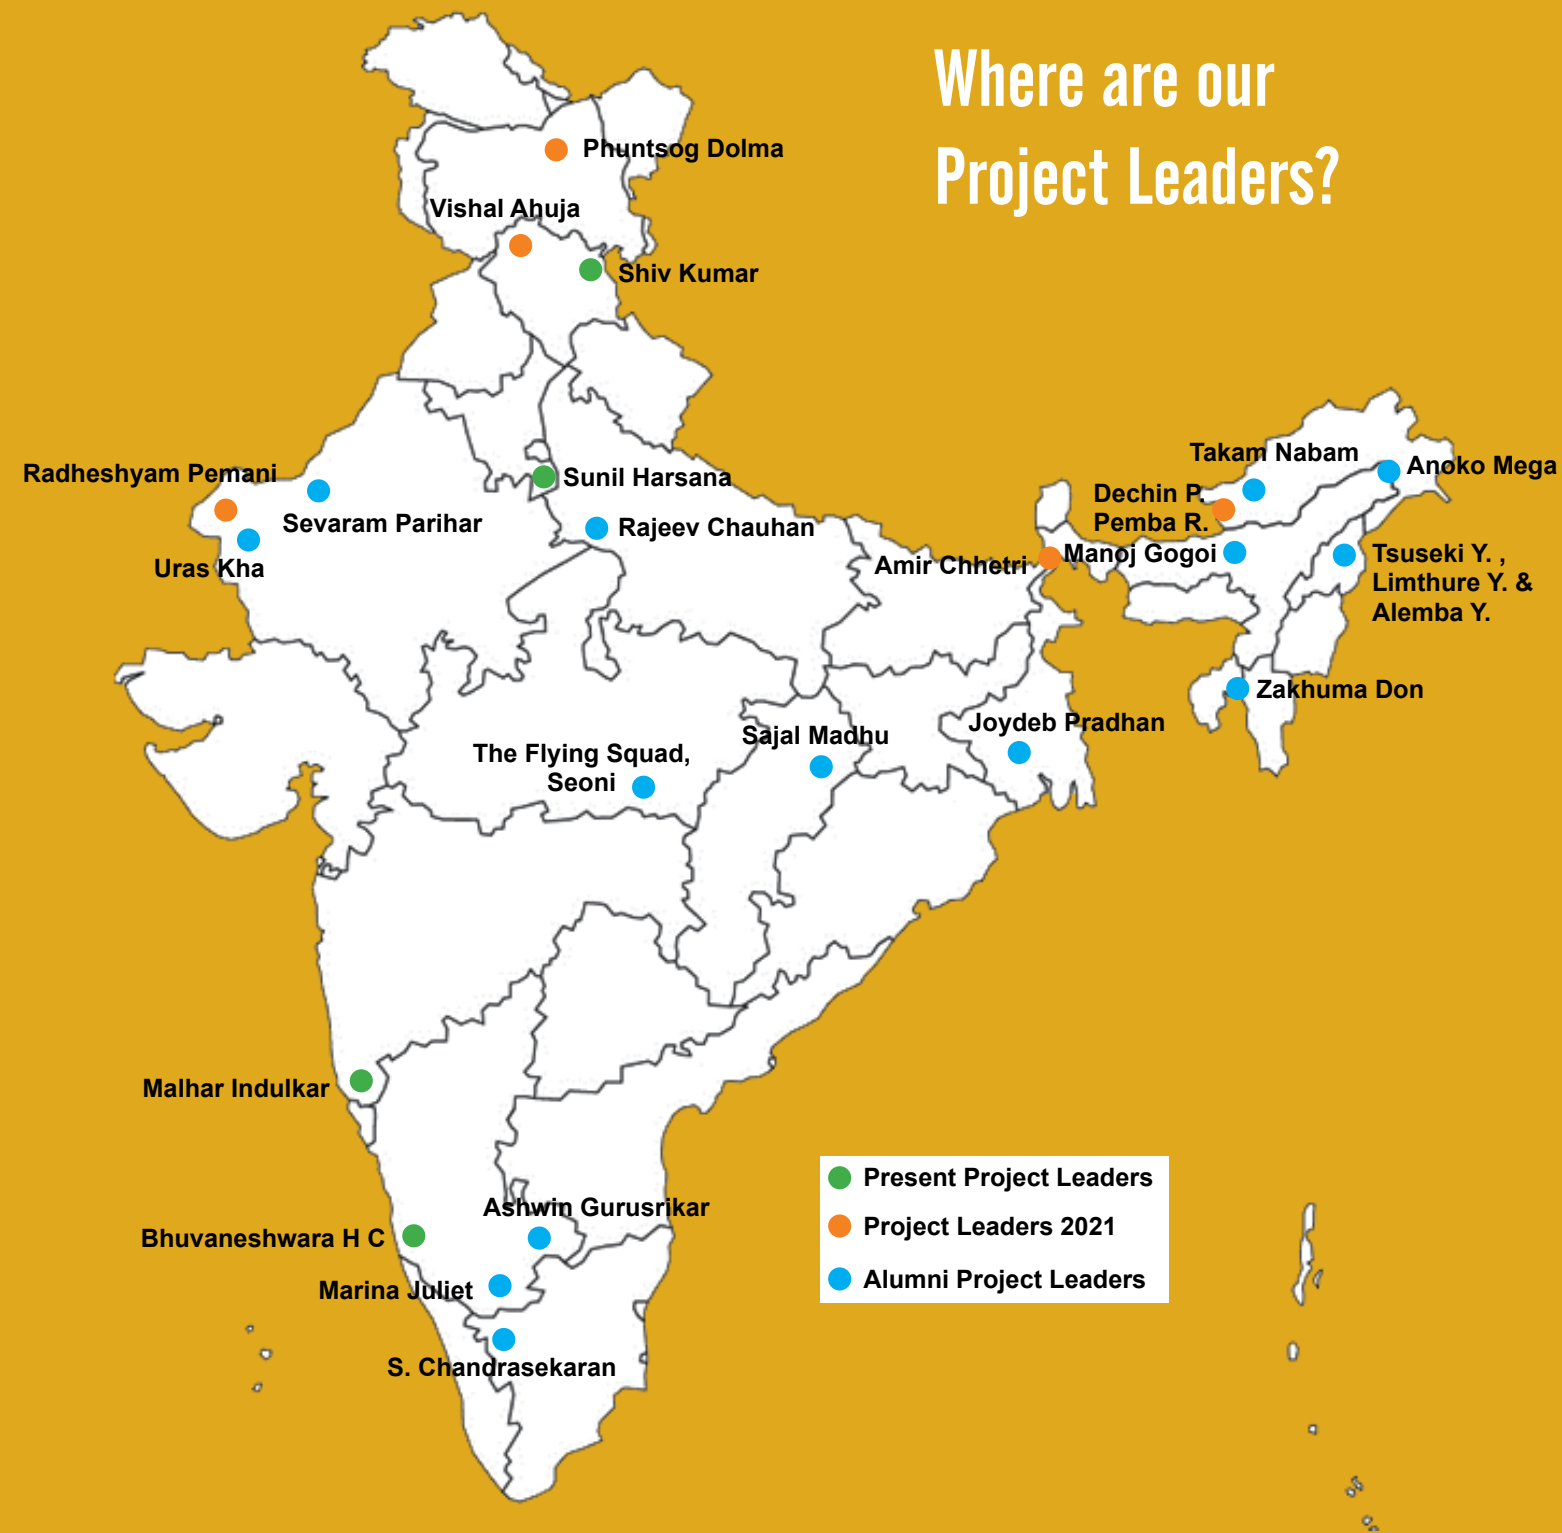 Where are our
Project Leaders?
Phuntsog Dolma
Vishal Ahuja
Shiv Kumar
Radheshyam Pemani
Sevaram Parihar
Uras Kha
Sunil Harsana
Rajeev Chauhan
Takam Nabam
Anoko Mega
Dechin P.
Pemba R.
Amir Chhetri
Manoj Gogoi
Tsuseki Y. ,
Limthure Y. &
Alemba Y.
Zakhuma Don
Joydeb Pradhan
Sajal Madhu
The Flying Squad,
Seoni
Malhar Indulkar
Bhuvaneshwara H C
Ashwin Gurusrikar
Marina Juliet
S. Chandrasekaran
Present Project Leaders
Project Leaders 2021
Alumni Project Leaders